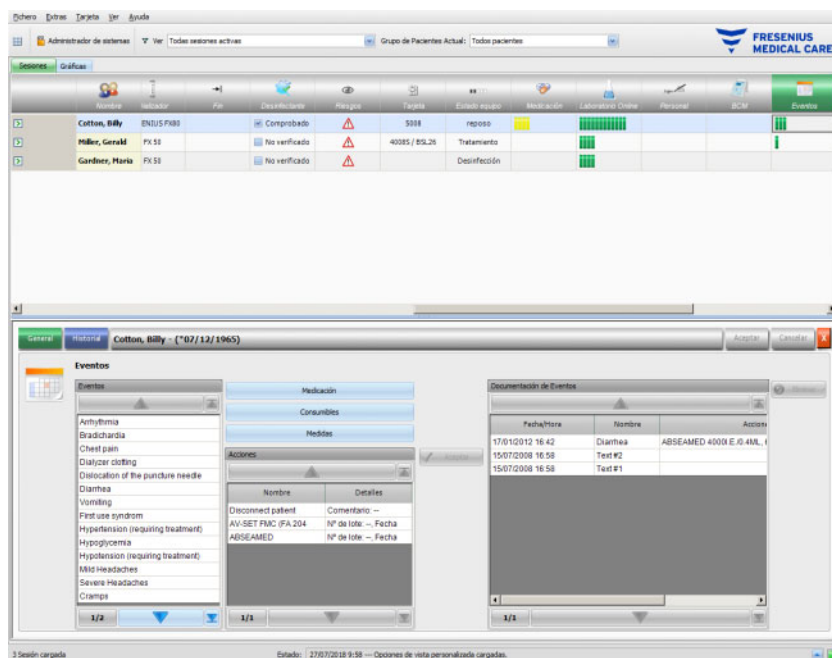 Fichero Extras Tarjeta Ver Ayuda
Administrador de sistemas Ver Todas sesiones activas Grupo de Pacientes Actual: Todos pacientes
FRESENIUS
MEDICAL CARE
Sesiones Gráficas
Nombre Fin Desinfectante Riesgos Tarjeta Estado equipo Medicación Laboratorio Online Personal BCM Eventos
Cotton, Billy ENIUS FX80 Comprobado 5008 reposo
Miller, Gerald FX 50 No verificado 4008S / BSL26 Tratamiento
Gardner, Maria FX 50 No verificado Desinfección
General Historial Cotton, Billy - (*07/12/1965) Aceptar Cancelar X
Eventos
Eventos
Arrhythmia
Bradichardia
Chest pain
Dialyzer clotting
Dislocation of the puncture needle
Diarrhea
Vomiting
First use syndrom
Hypertension (requiring treatment)
Hypoglycemia
Hypotension (requiring treatment)
Mild Headaches
Severe Headaches
Cramps
1/2
Medicación
Consumibles
Medidas
Acciones
Nombre Detalles
Disconnect patient Comentario: --
AV-SET FMC (FA 204 Nº de lote: --, Fecha
ABSEAMED Nº de lote: --, Fecha
1/1
Aceptar
Documentación de Eventos
Fecha/Hora Nombre Accione
17/01/2012 16:42 Diarrhea ABSEAMED 4000I.E./0.4ML,
15/07/2008 16:58 Text #2
15/07/2008 16:58 Text #1
1/1
3 Sesión cargada Estado: 27/07/2018 9:58 --- Opciones de vista personalizada cargadas.